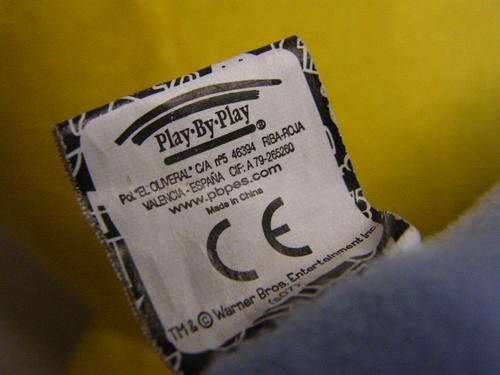 Play·By·Play®
Pol. "EL OLIVERAL" C/A nº5 46394 RIBA-ROJA
VALENCIA - ESPAÑA CIF: A 79-265260
www.pbpes.com
Made in China
CE
TM & © Warner Bros. Entertainment Inc.
(s07)